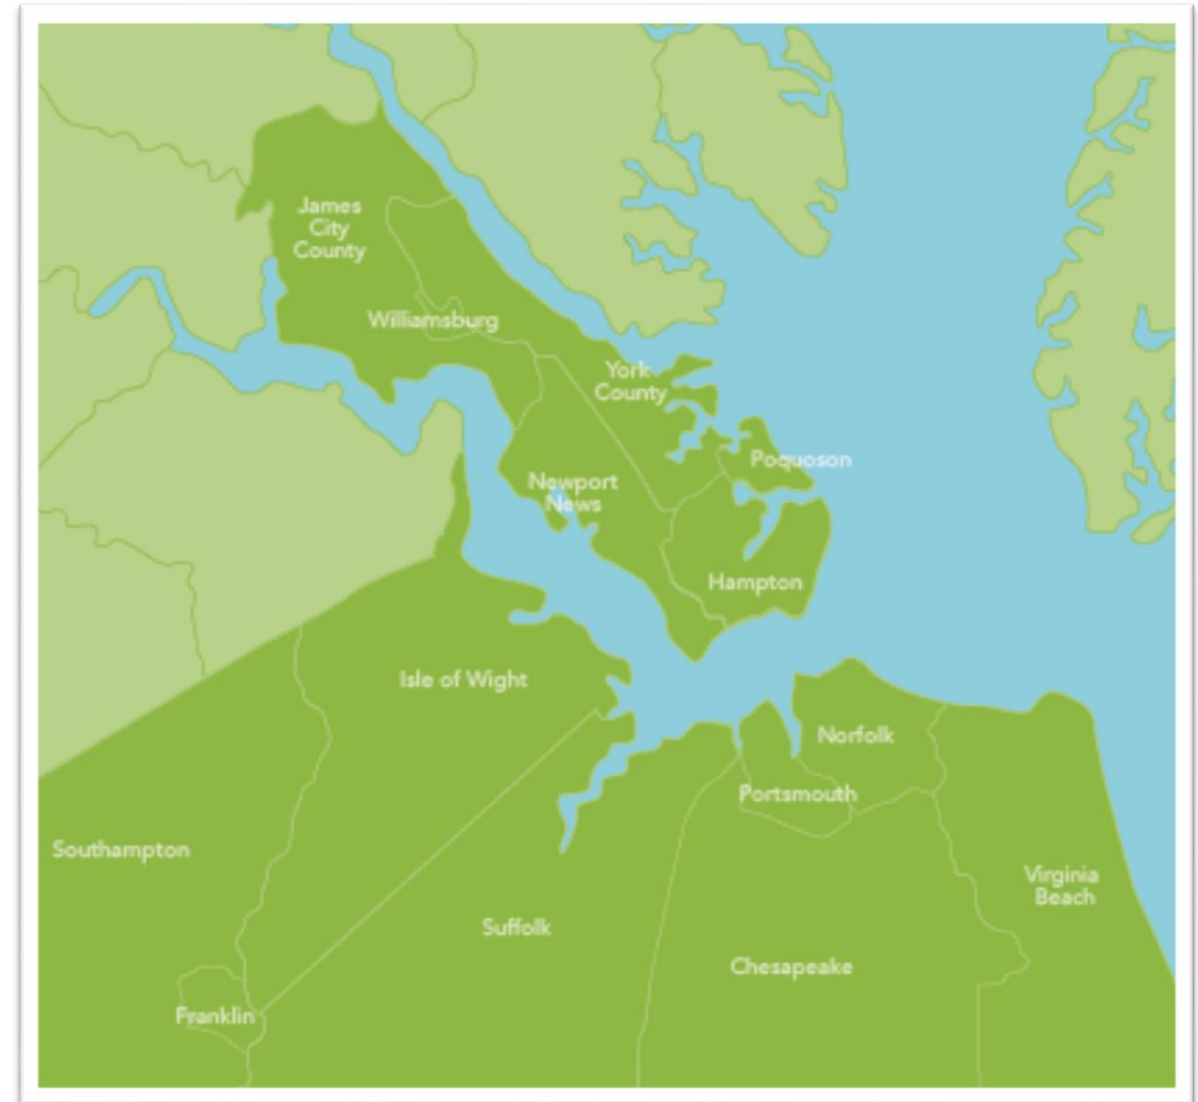 James
City
County
Williamsburg
York
County
Poquoson
Newport
News
Hampton
Isle of Wight
Norfolk
Portsmouth
Southampton
Virginia
Beach
Suffolk
Chesapeake
Franklin